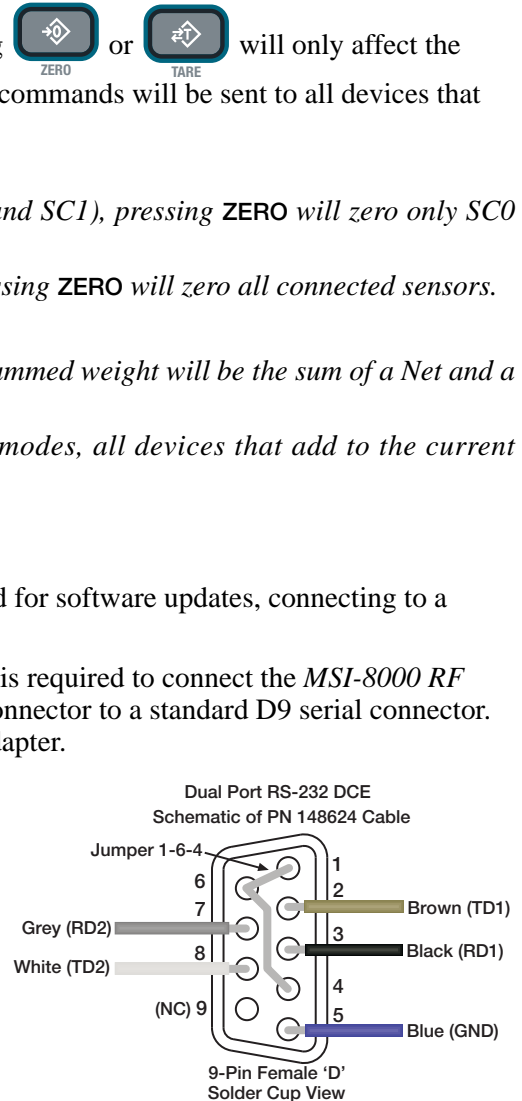 or will only affect the
ZERO TARE
commands will be sent to all devices that
and SC1), pressing ZERO will zero only SC0
sing ZERO will zero all connected sensors.
ammed weight will be the sum of a Net and a
modes, all devices that add to the current
d for software updates, connecting to a
is required to connect the MSI-8000 RF
onnector to a standard D9 serial connector.
dapter.
Dual Port RS-232 DCE
Schematic of PN 148624 Cable
Jumper 1-6-4
1
6
2
7
Brown (TD1)
Grey (RD2)
3
8
Black (RD1)
White (TD2)
4
(NC) 9
5
Blue (GND)
9-Pin Female ‘D’
Solder Cup View